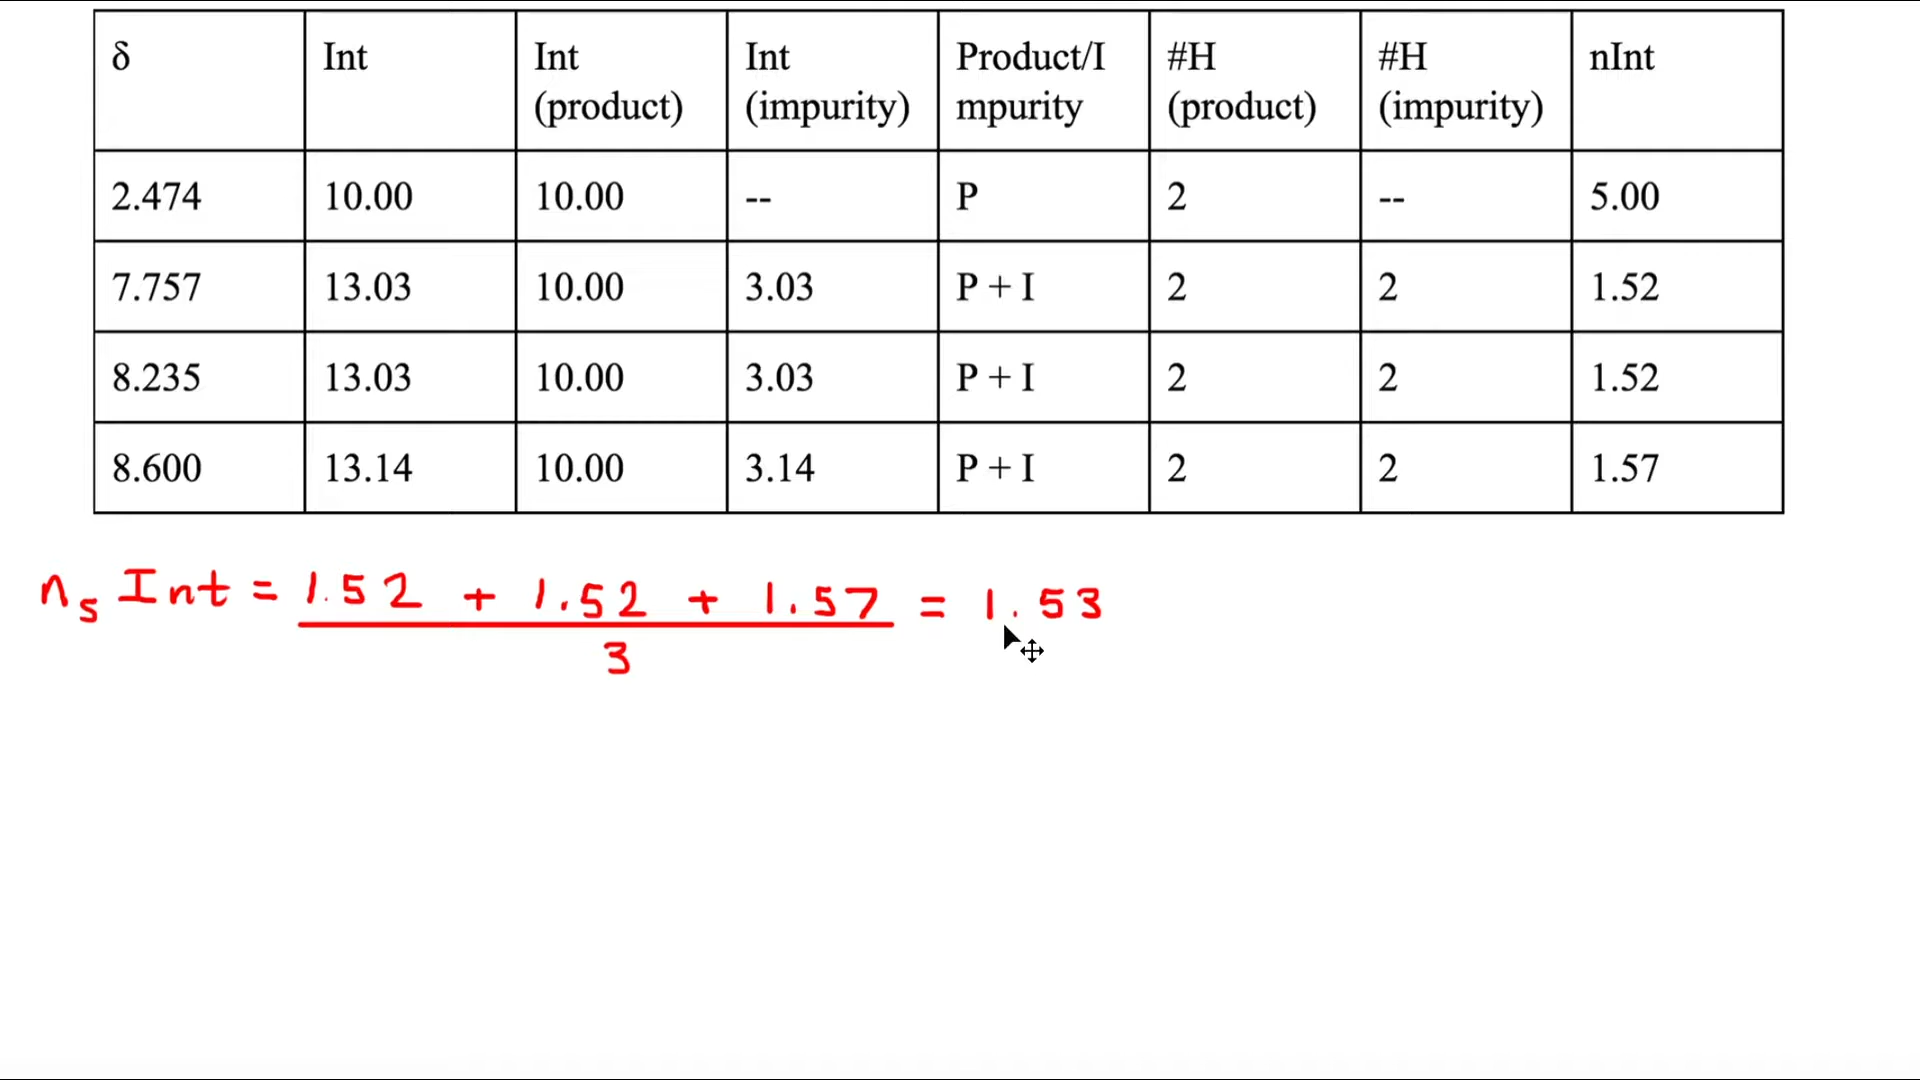 δ Int Int (product) Int (impurity) Product/I mpurity #H (product) #H (impurity) nInt
2.474 10.00 10.00 -- P 2 -- 5.00
7.757 13.03 10.00 3.03 P + I 2 2 1.52
8.235 13.03 10.00 3.03 P + I 2 2 1.52
8.600 13.14 10.00 3.14 P + I 2 2 1.57
n_s Int = 1.52 + 1.52 + 1.57 = 1.53
3